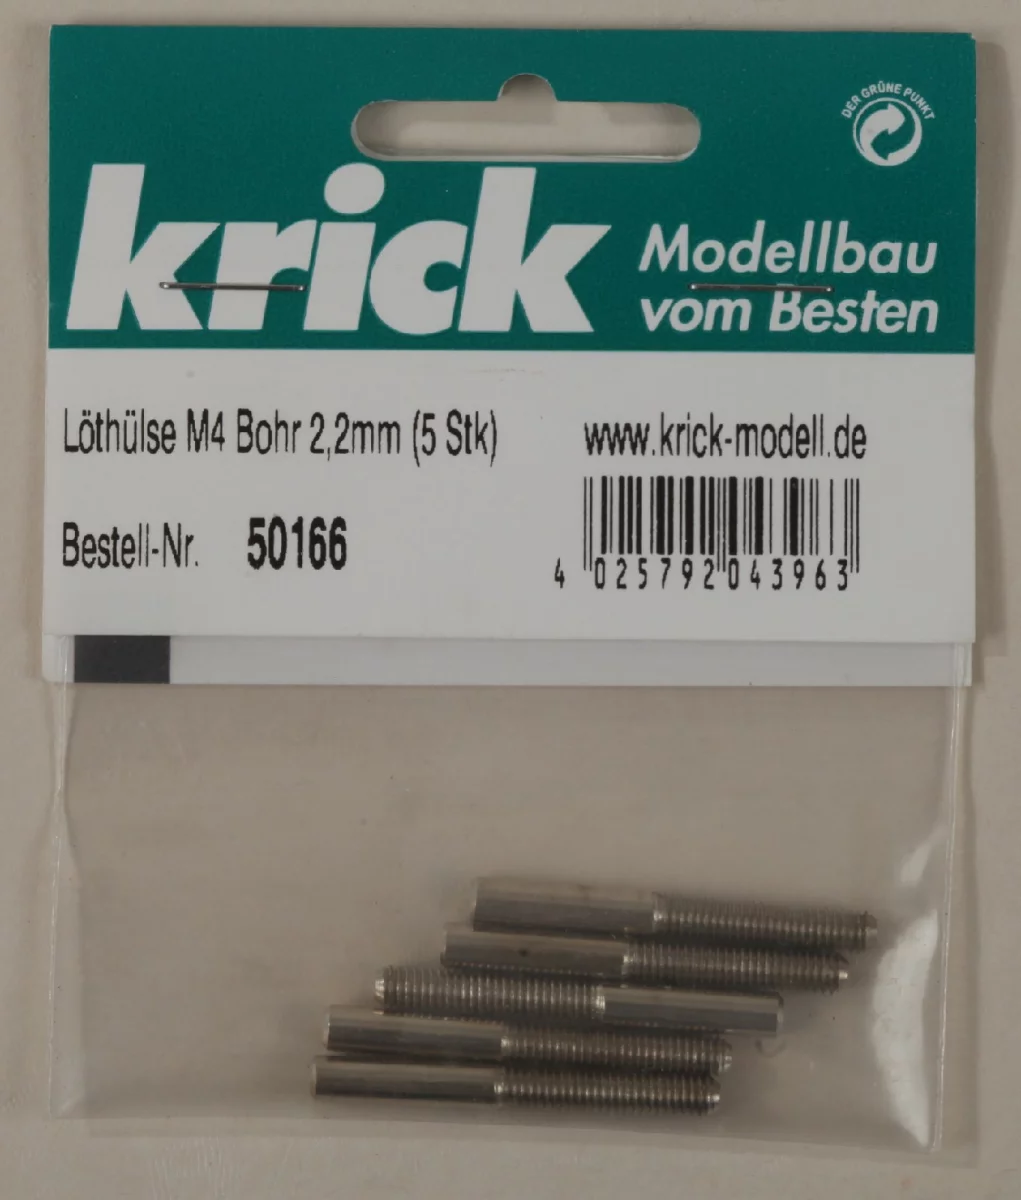 DER GRÜNE PUNKT
krick
Modellbau
vom Besten
Löthülse M4 Bohr 2,2mm (5 Stk)
www.krick-modell.de
Bestell-Nr. 50166
4 025792 043963